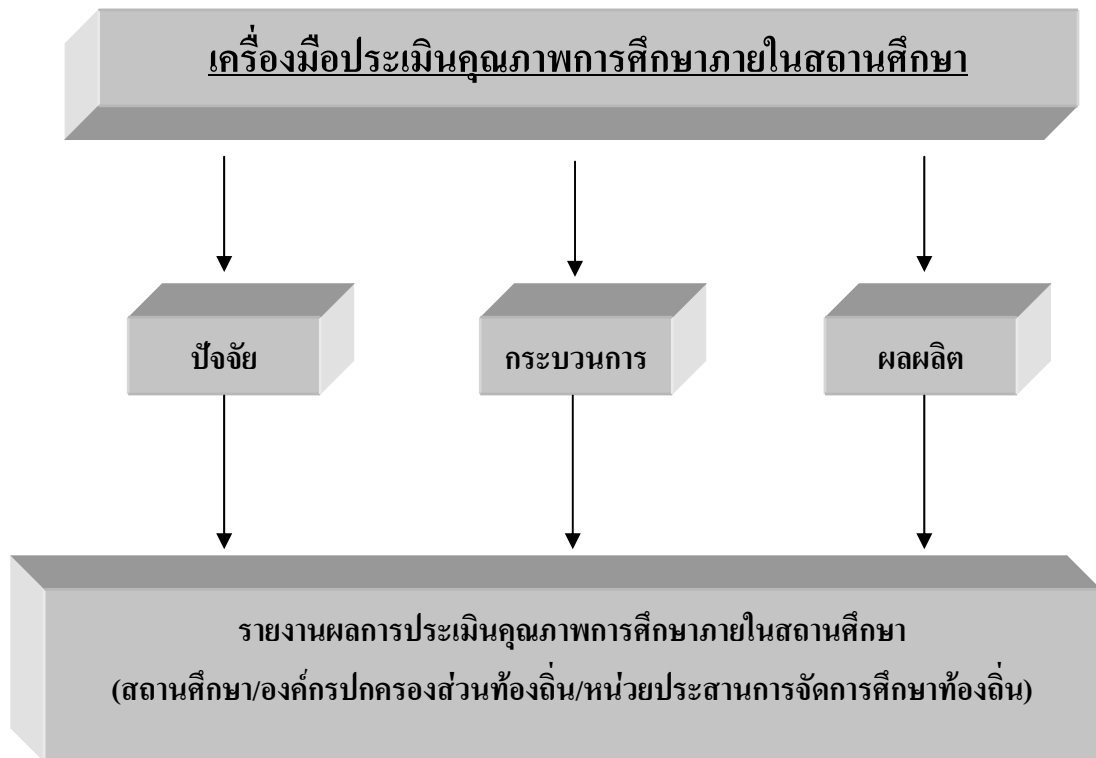 เครื่องมือประเมินคุณภาพการศึกษาภายในสถานศึกษา
ปัจจัย
กระบวนการ
ผลผลิต
รายงานผลการประเมินคุณภาพการศึกษาภายในสถานศึกษา
(สถานศึกษา/องค์กรปกครองส่วนท้องถิ่น/หน่วยประสานการจัดการศึกษาท้องถิ่น)